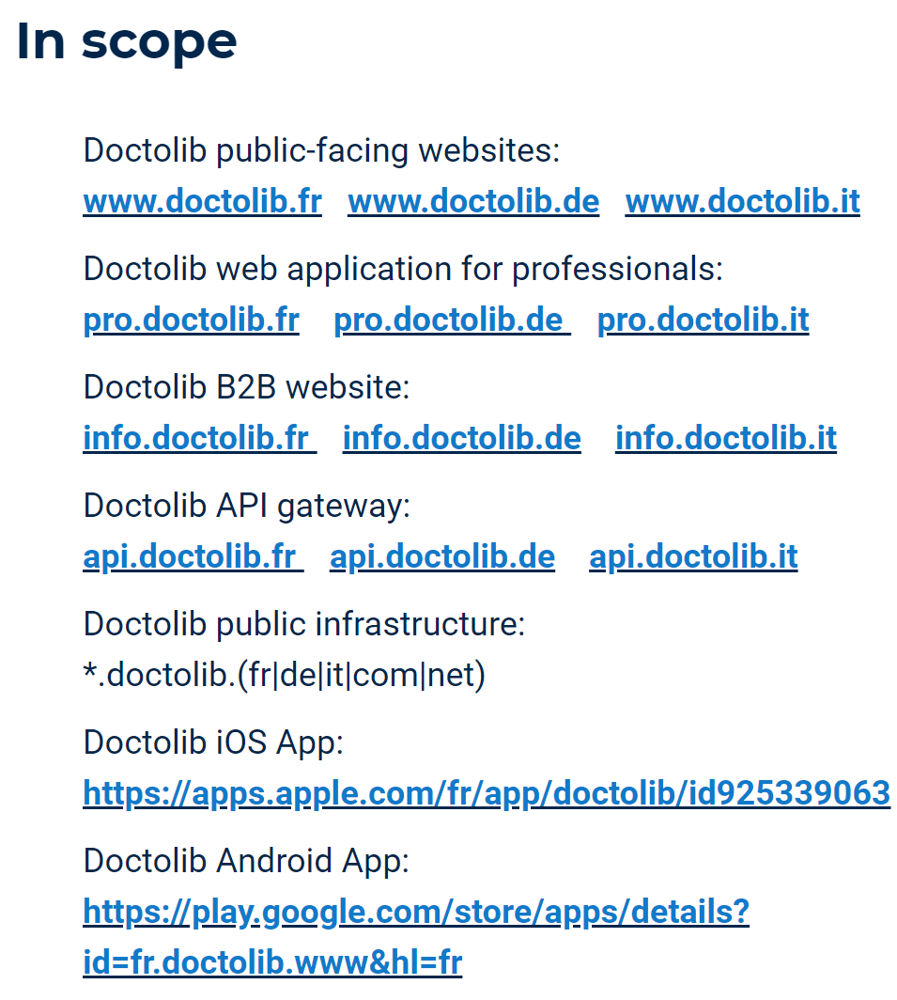 In scope
Doctolib public-facing websites:
www.doctolib.fr www.doctolib.de www.doctolib.it
Doctolib web application for professionals:
pro.doctolib.fr pro.doctolib.de pro.doctolib.it
Doctolib B2B website:
info.doctolib.fr info.doctolib.de info.doctolib.it
Doctolib API gateway:
api.doctolib.fr api.doctolib.de api.doctolib.it
Doctolib public infrastructure:
*.doctolib.(fr|de|it|com|net)
Doctolib iOS App:
https://apps.apple.com/fr/app/doctolib/id925339063
Doctolib Android App:
https://play.google.com/store/apps/details?
id=fr.doctolib.www&hl=fr